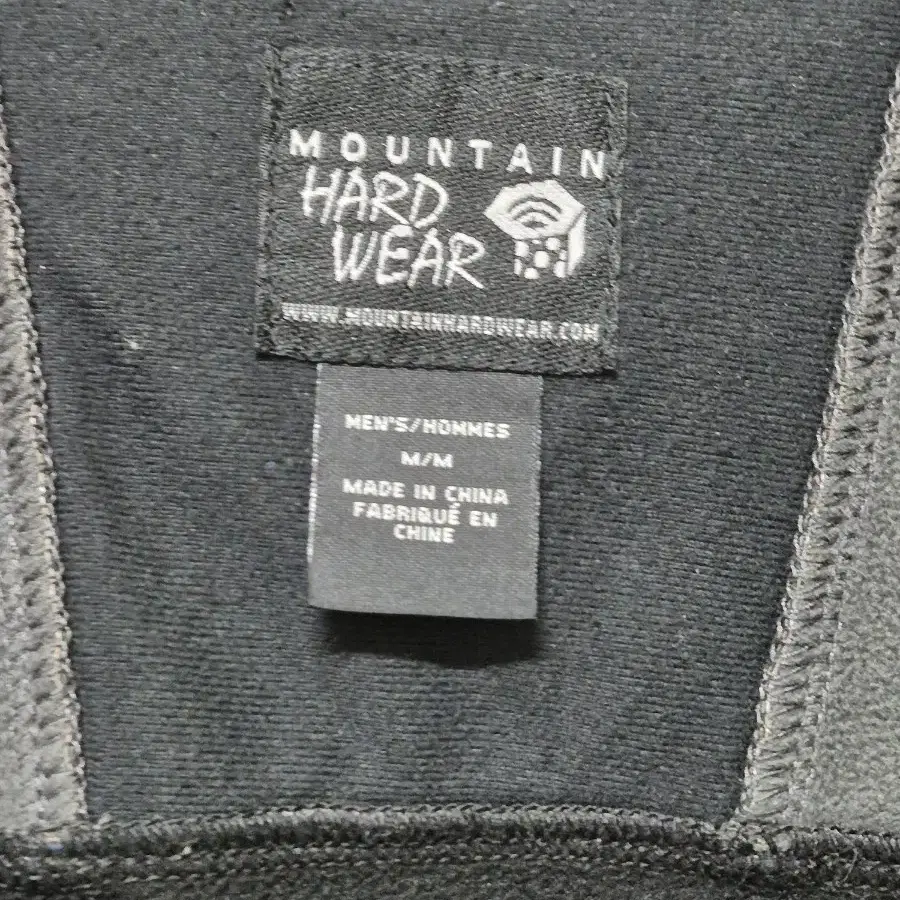 MOUNTAIN
HARD
WEAR
WWW.MOUNTAINHARDWEAR.COM
MEN'S/HOMMES
M/M
MADE IN CHINA
FABRIQUÉ EN
CHINE